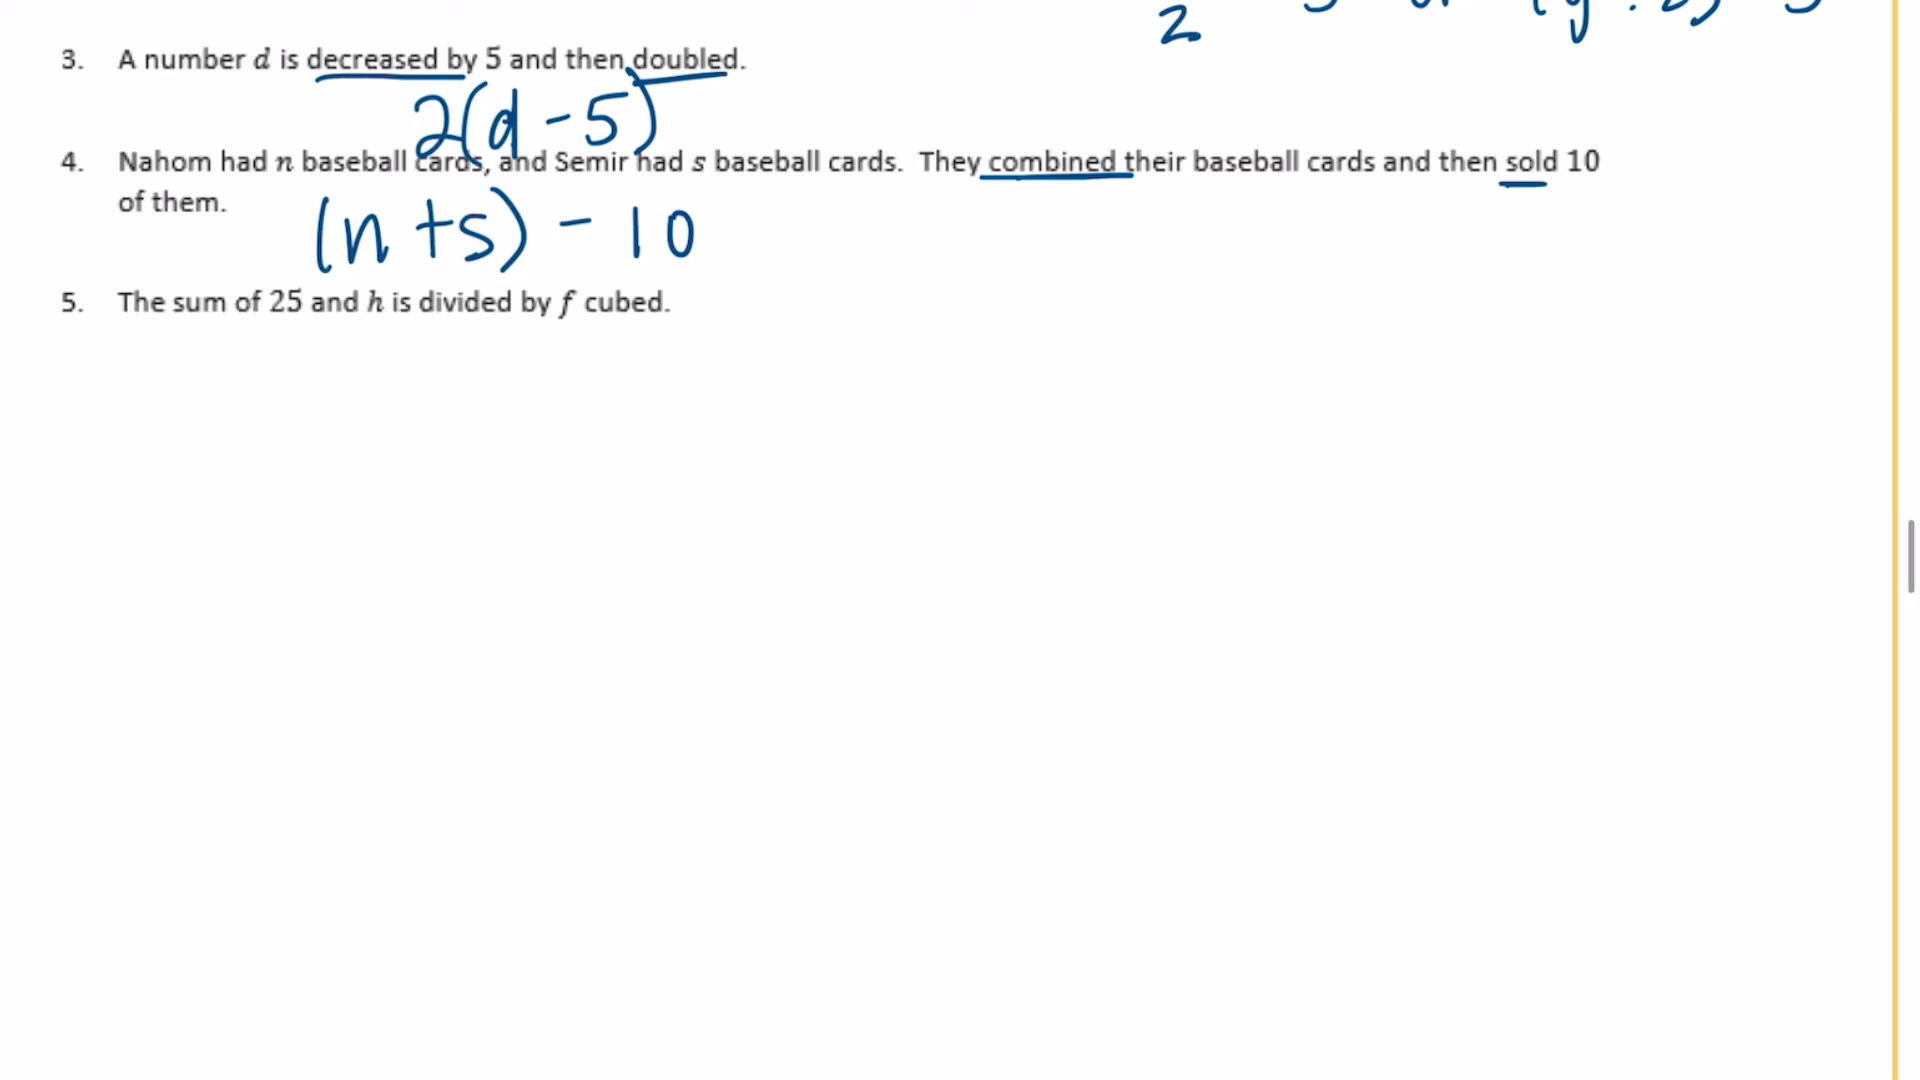 2
3. A number d is decreased by 5 and then doubled.
2(d - 5)
4. Nahom had n baseball cards, and Semir had s baseball cards. They combined their baseball cards and then sold 10
of them.
(n + s) - 10
5. The sum of 25 and h is divided by f cubed.